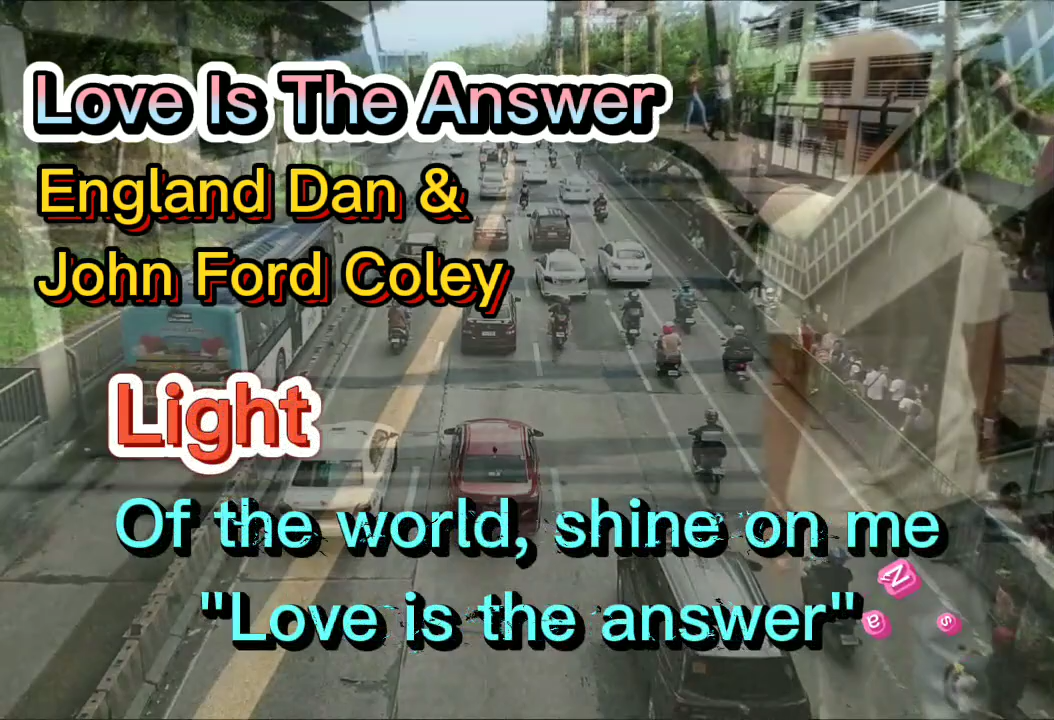 Love Is The Answer
England Dan &
John Ford Coley
Light
Of the world, shine on me
"Love is the answer"
N
a s